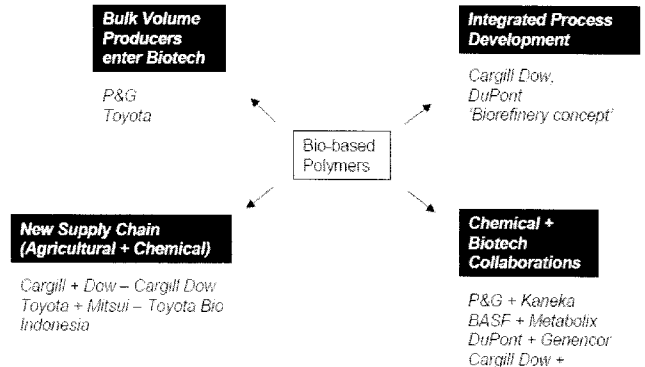 Bulk Volume
Producers
enter Biotech
P&G
Toyota
Integrated Process
Development
Cargill Dow,
DuPont
'Biorefinery concept'
Bio-based
Polymers
New Supply Chain
(Agricultural + Chemical)
Cargill + Dow – Cargill Dow
Toyota + Mitsui – Toyota Bio
Indonesia
Chemical +
Biotech
Collaborations
P&G + Kaneka
BASF + Metabolix
DuPont + Genencor
Cargill Dow +